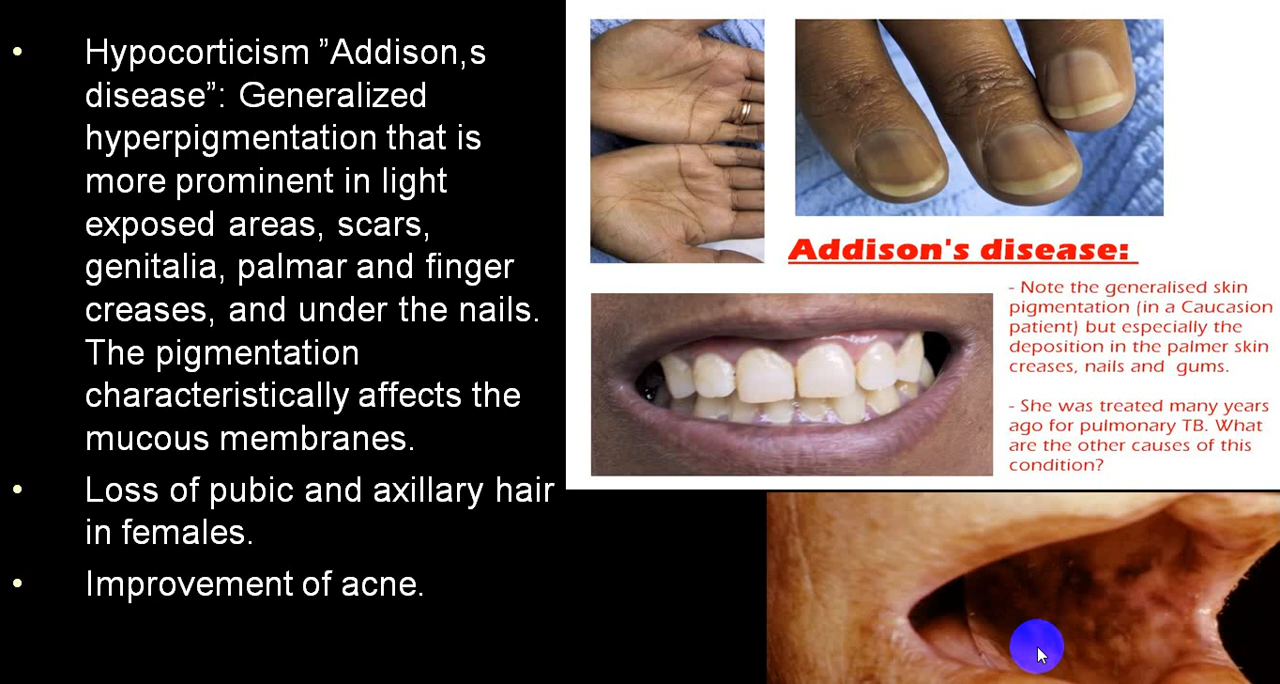 • Hypocorticism ”Addison,s
disease”: Generalized
hyperpigmentation that is
more prominent in light
exposed areas, scars,
genitalia, palmar and finger
creases, and under the nails.
The pigmentation
characteristically affects the
mucous membranes.
• Loss of pubic and axillary hair
in females.
• Improvement of acne.
Addison's disease:
- Note the generalised skin
pigmentation (in a Caucasion
patient) but especially the
deposition in the palmer skin
creases, nails and gums.
- She was treated many years
ago for pulmonary TB. What
are the other causes of this
condition?